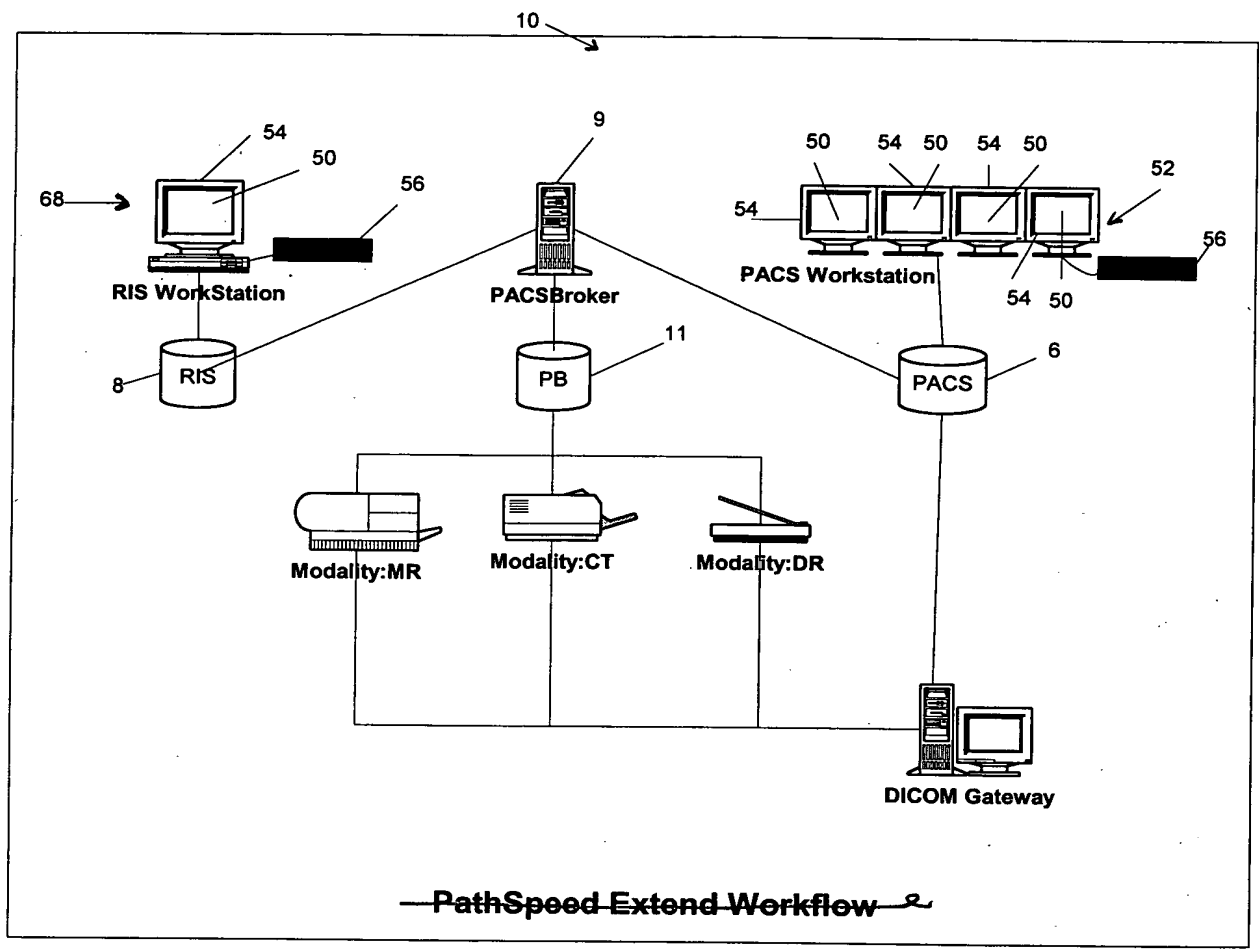 10
54
50
56
68
RIS WorkStation
9
PACSBroker
50
54
50
54
50
52
54
56
PACS Workstation
54
50
8
RIS
11
PB
6
PACS
Modality:MR
Modality:CT
Modality:DR
DICOM Gateway
PathSpeed Extend Workflow